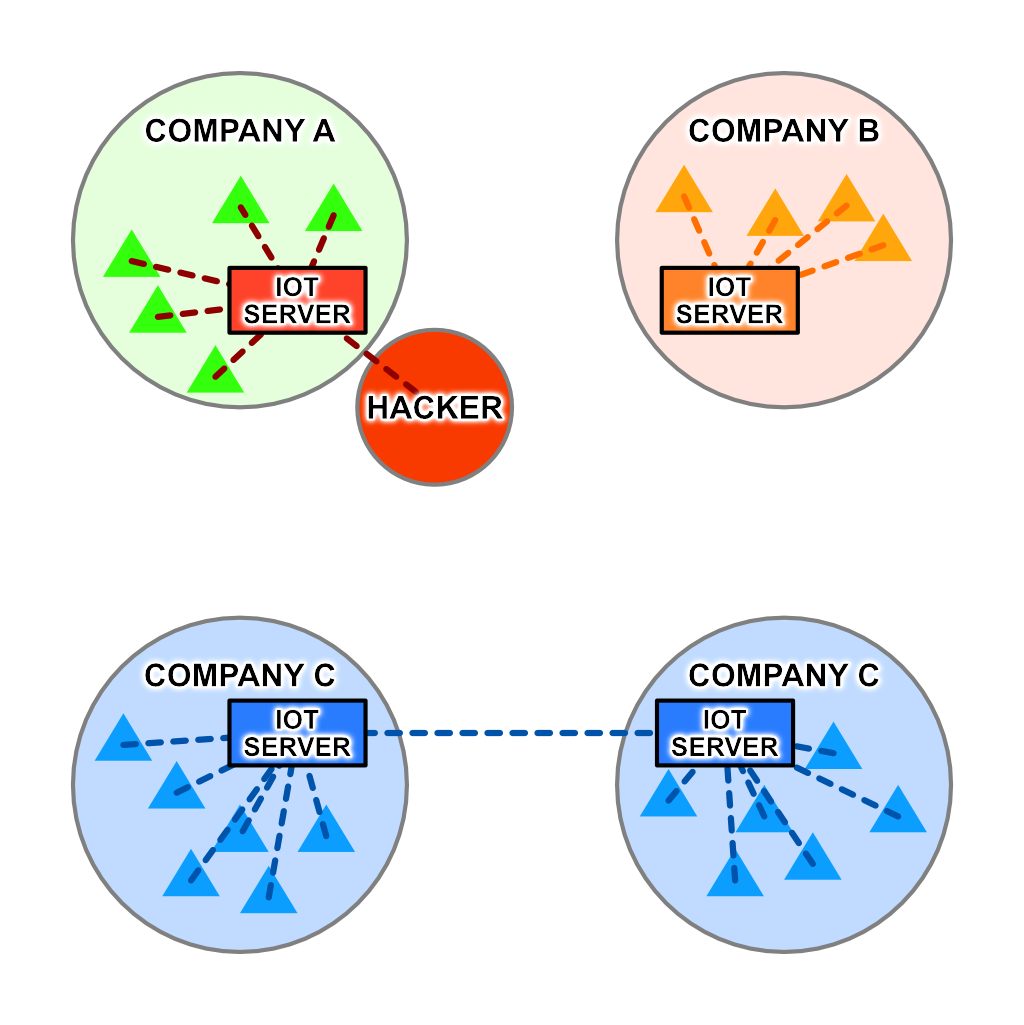 COMPANY A
IOT
SERVER
HACKER
COMPANY B
IOT
SERVER
COMPANY C
IOT
SERVER
COMPANY C
IOT
SERVER